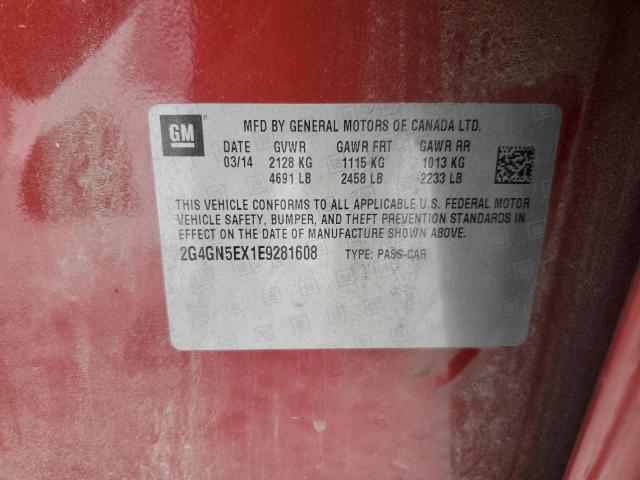 GM ®
MFD BY GENERAL MOTORS OF CANADA LTD.
DATE GVWR GAWR FRT GAWR RR
03/14 2128 KG 1115 KG 1013 KG
4691 LB 2458 LB 2233 LB
THIS VEHICLE CONFORMS TO ALL APPLICABLE U.S. FEDERAL MOTOR
VEHICLE SAFETY, BUMPER, AND THEFT PREVENTION STANDARDS IN
EFFECT ON THE DATE OF MANUFACTURE SHOWN ABOVE.
2G4GN5EX1E9281608 TYPE: PASS-CAR